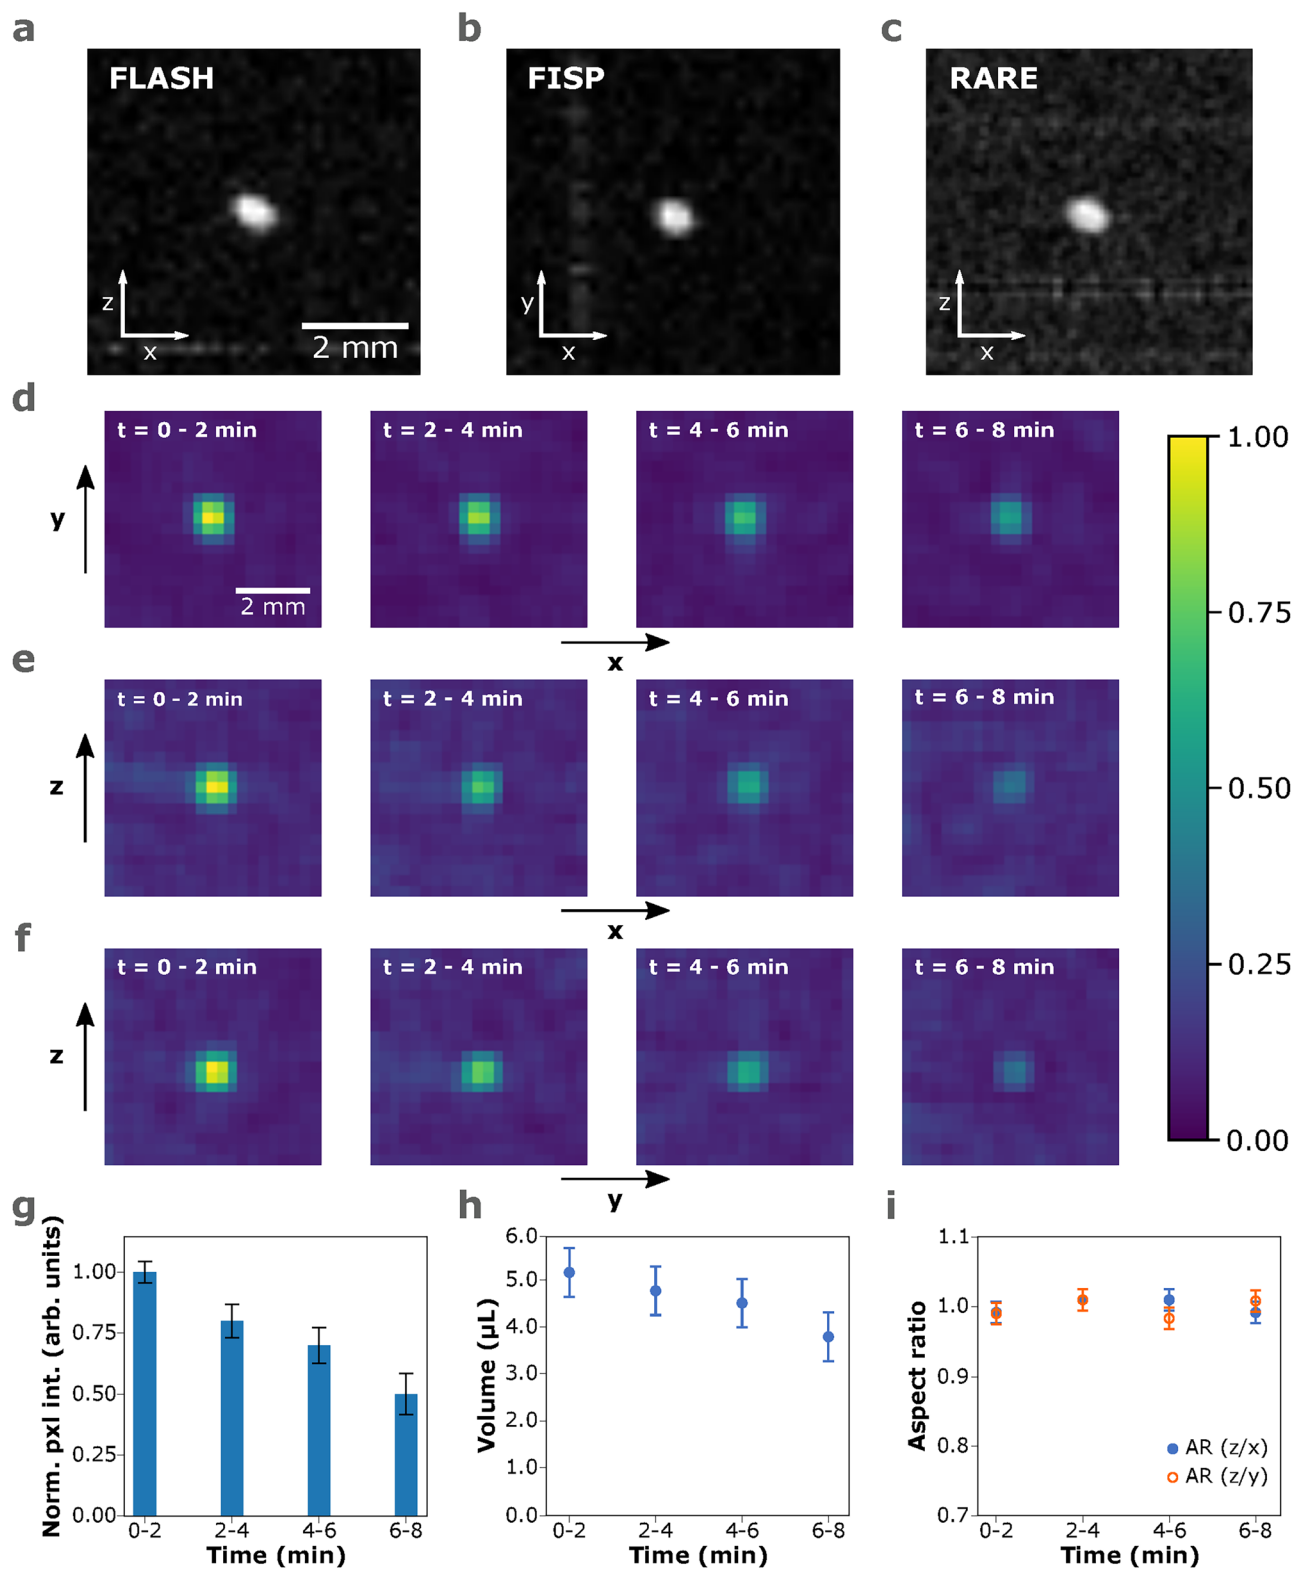 a
b
c
FLASH
FISP
RARE
z
x
2 mm
y
x
z
x
d
t = 0 - 2 min
t = 2 - 4 min
t = 4 - 6 min
t = 6 - 8 min
y
2 mm
x
1.00
0.75
0.50
0.25
0.00
e
t = 0 - 2 min
t = 2 - 4 min
t = 4 - 6 min
t = 6 - 8 min
z
x
f
t = 0 - 2 min
t = 2 - 4 min
t = 4 - 6 min
t = 6 - 8 min
z
y
g
Norm. pxl int. (arb. units)
1.00
0.75
0.50
0.25
0.00
0-2
2-4
4-6
6-8
Time (min)
h
Volume (µL)
6.0
5.0
4.0
3.0
2.0
1.0
0.0
0-2
2-4
4-6
6-8
Time (min)
i
Aspect ratio
1.1
1.0
0.9
0.8
0.7
AR (z/x)
AR (z/y)
0-2
2-4
4-6
6-8
Time (min)